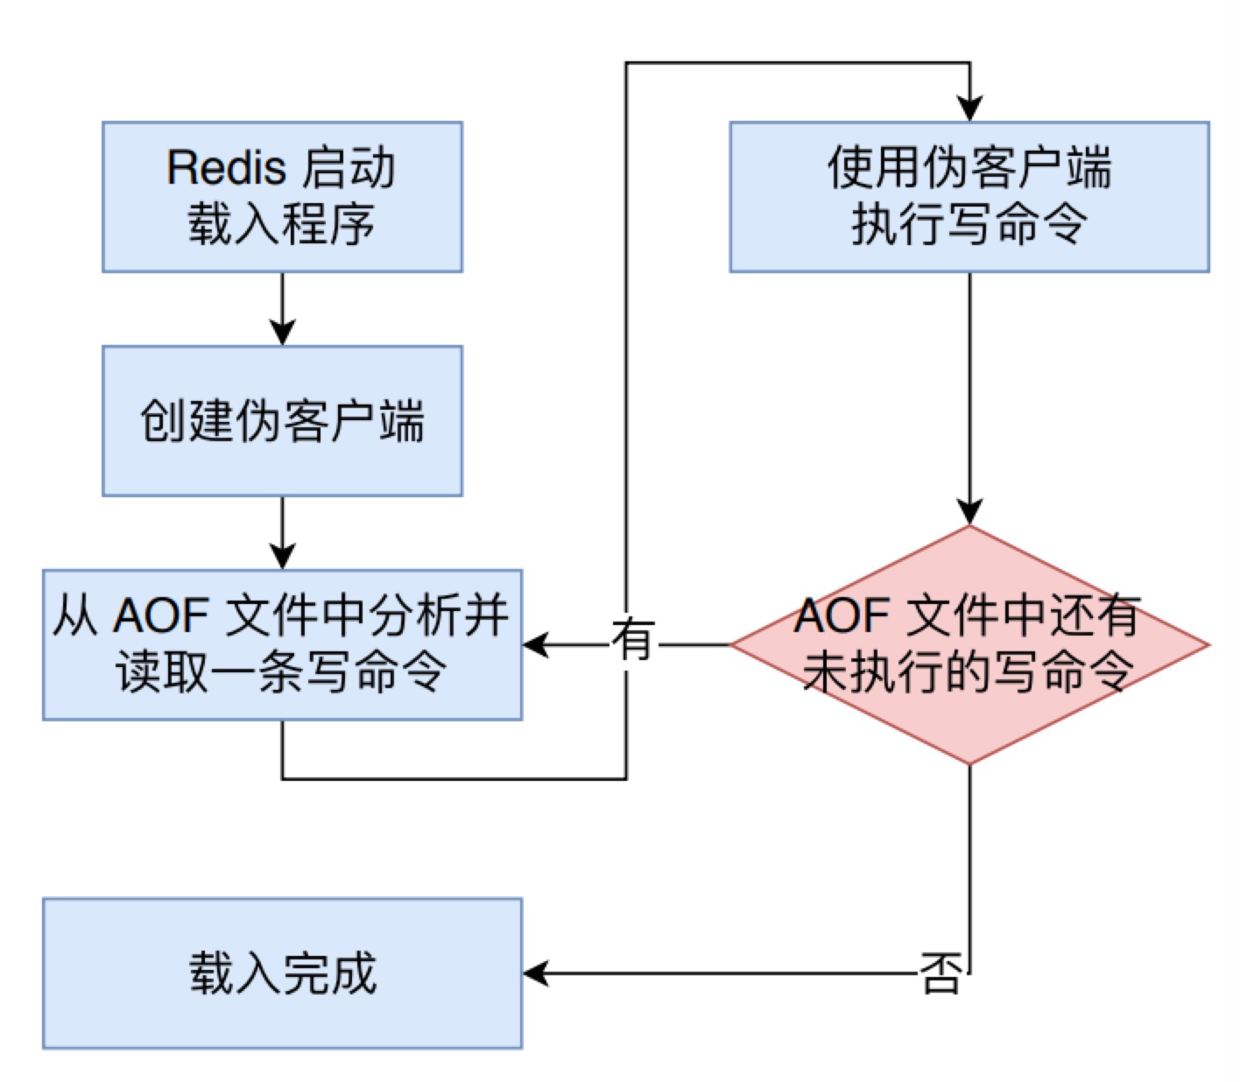 Redis 启动
载入程序
创建伪客户端
从 AOF 文件中分析并
读取一条写命令
使用伪客户端
执行写命令
AOF 文件中还有
未执行的写命令
有
否
载入完成